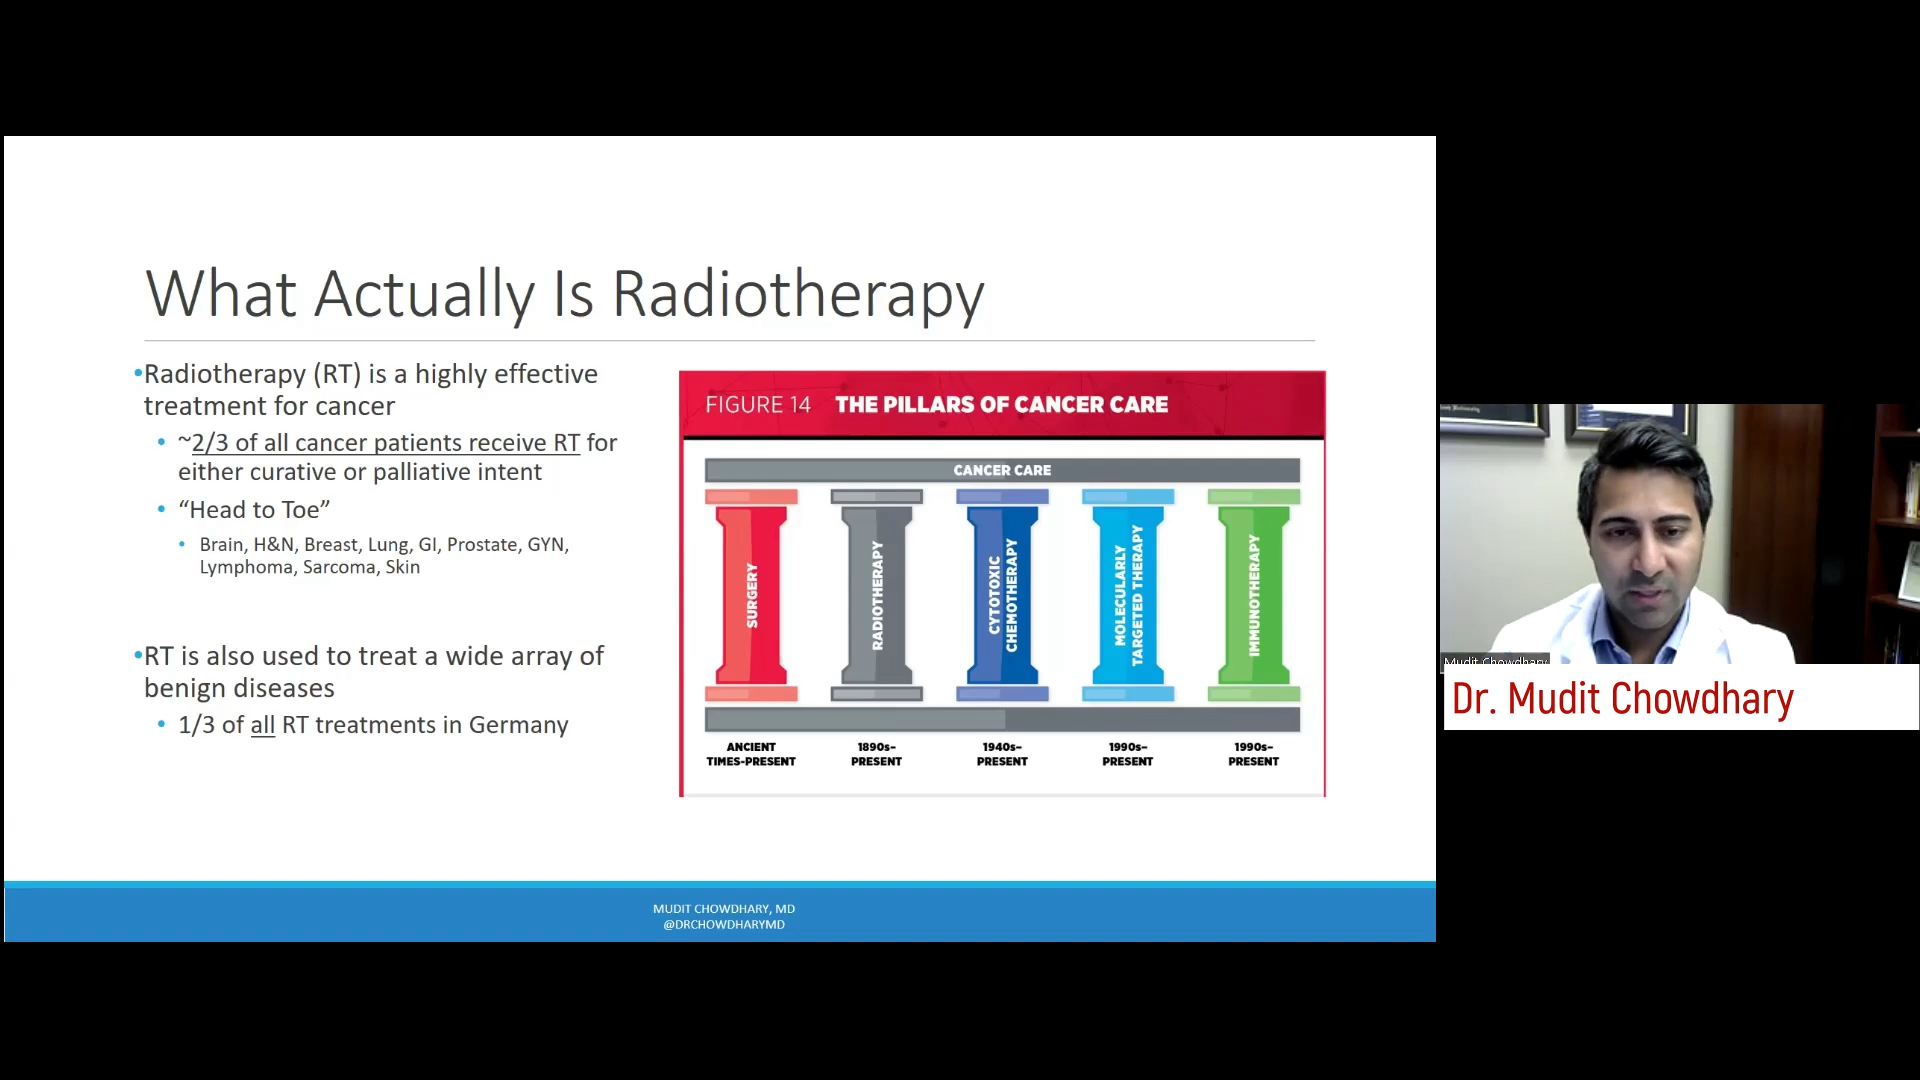 What Actually Is Radiotherapy
•Radiotherapy (RT) is a highly effective
treatment for cancer
• ~2/3 of all cancer patients receive RT for
either curative or palliative intent
• “Head to Toe”
• Brain, H&N, Breast, Lung, GI, Prostate, GYN,
Lymphoma, Sarcoma, Skin
•RT is also used to treat a wide array of
benign diseases
• 1/3 of all RT treatments in Germany
FIGURE 14 THE PILLARS OF CANCER CARE
CANCER CARE
SURGERY
RADIOTHERAPY
CYTOTOXIC
CHEMOTHERAPY
MOLECULARLY
TARGETED THERAPY
IMMUNOTHERAPY
ANCIENT
TIMES-PRESENT
1890s–
PRESENT
1940s–
PRESENT
1990s–
PRESENT
1990s–
PRESENT
MUDIT CHOWDHARY, MD
@DRCHOWDHARYMD
Mudit Chowdhary
Dr. Mudit Chowdhary